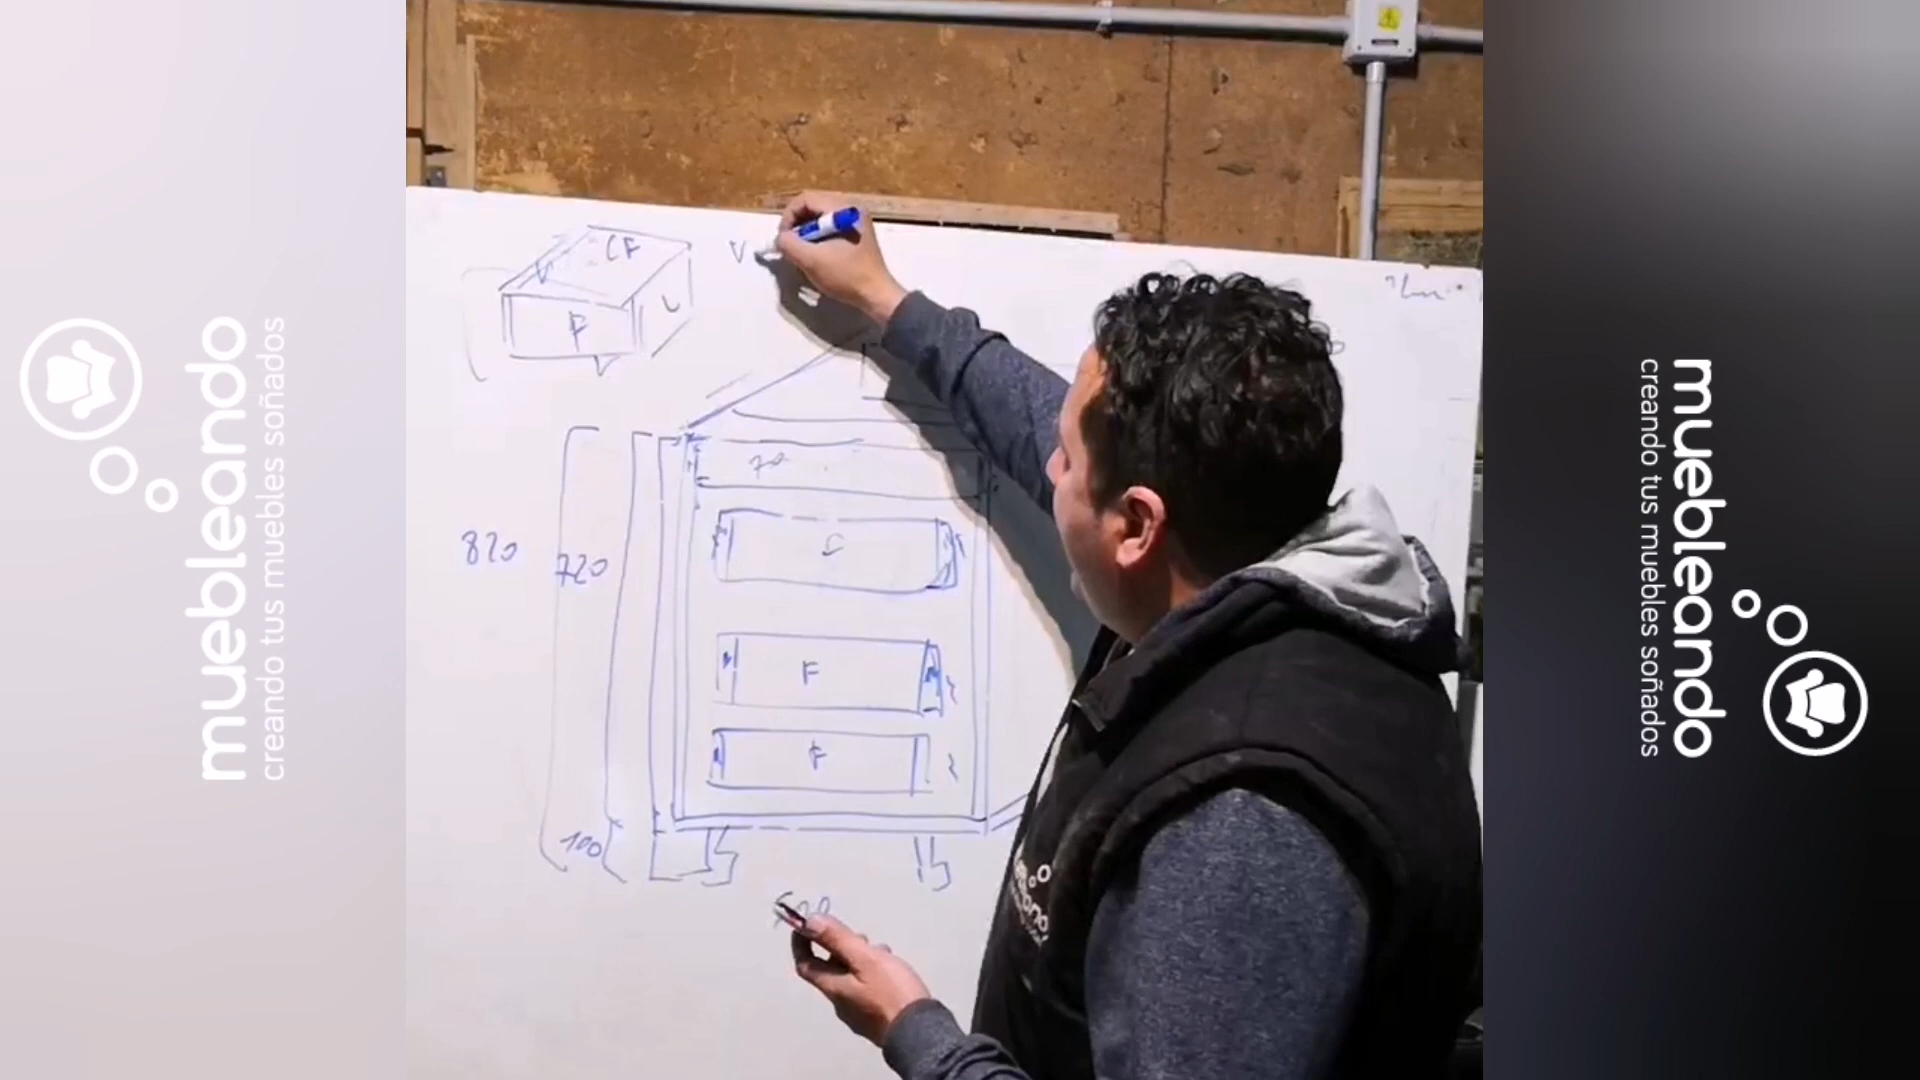 muebleando
creando tus muebles soñados
CF
V
F
L
V
70
820
720
F
F
100
muebleando
creando tus muebles soñados